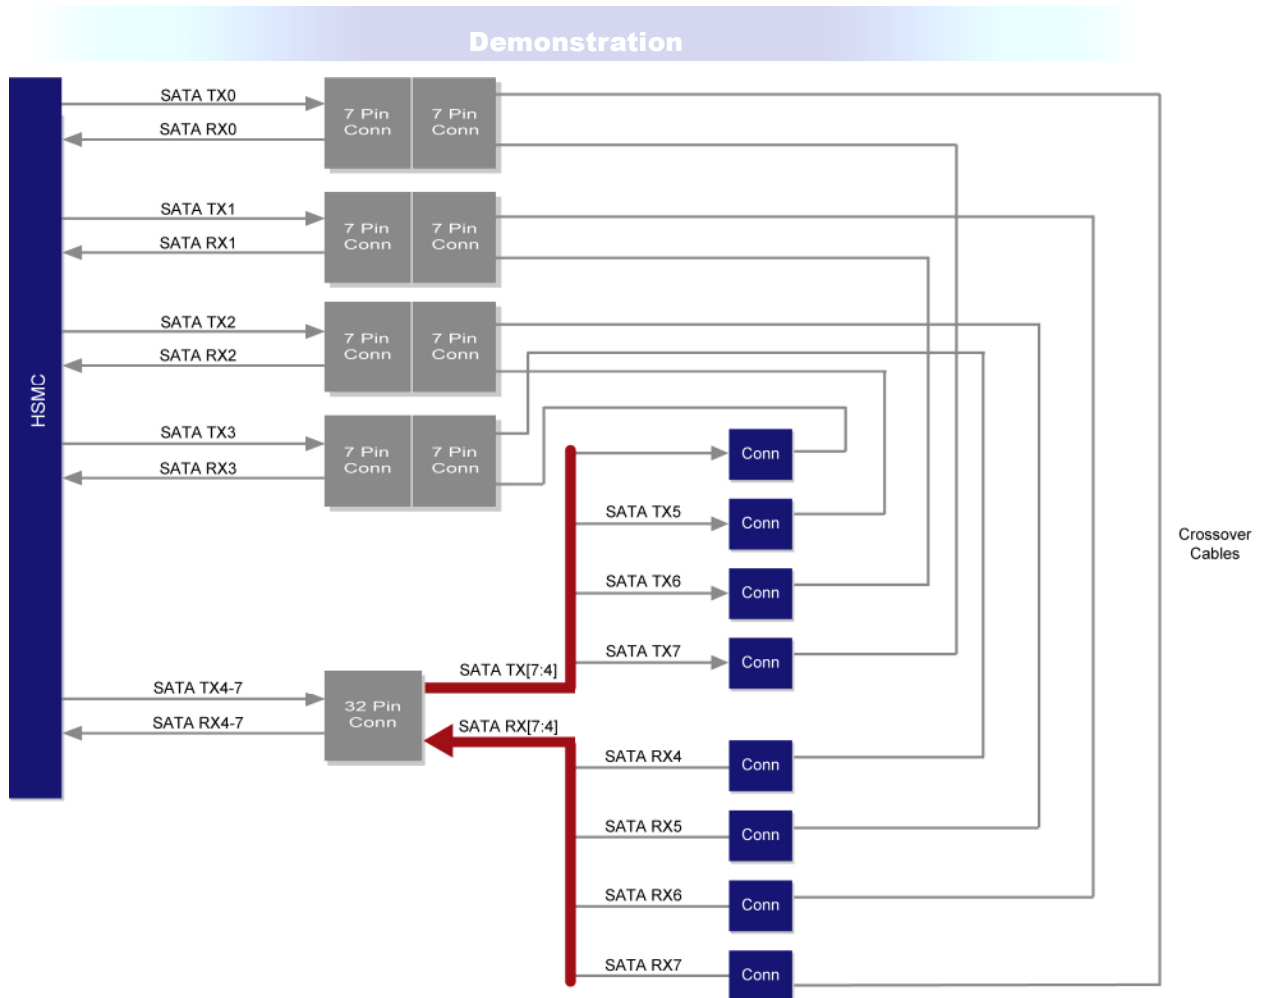 Demonstration
SATA TX0
SATA RX0
7 Pin
Conn
7 Pin
Conn
SATA TX1
SATA RX1
7 Pin
Conn
7 Pin
Conn
SATA TX2
SATA RX2
7 Pin
Conn
7 Pin
Conn
HSMC
SATA TX3
SATA RX3
7 Pin
Conn
7 Pin
Conn
Conn
SATA TX5
Conn
Crossover
Cables
SATA TX6
Conn
SATA TX7
Conn
SATA TX[7:4]
SATA TX4-7
SATA RX4-7
32 Pin
Conn
SATA RX[7:4]
SATA RX4
Conn
SATA RX5
Conn
SATA RX6
Conn
SATA RX7
Conn